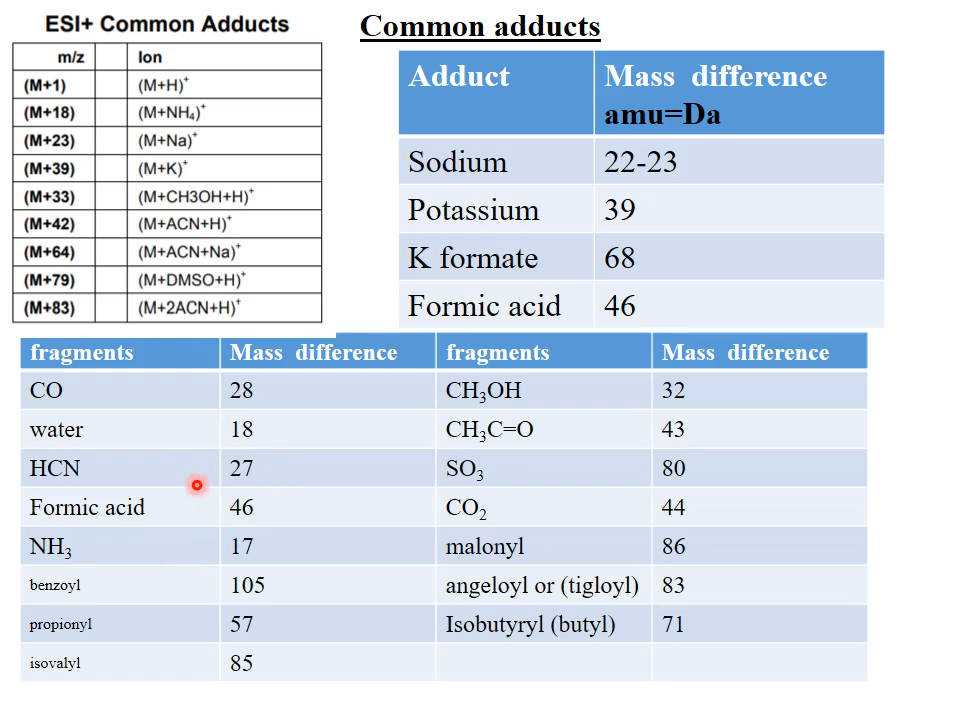 ESI+ Common Adducts
m/z Ion
(M+1) (M+H)⁺
(M+18) (M+NH₄)⁺
(M+23) (M+Na)⁺
(M+39) (M+K)⁺
(M+33) (M+CH3OH+H)⁺
(M+42) (M+ACN+H)⁺
(M+64) (M+ACN+Na)⁺
(M+79) (M+DMSO+H)⁺
(M+83) (M+2ACN+H)⁺
Common adducts
Adduct Mass difference
amu=Da
Sodium 22-23
Potassium 39
K formate 68
Formic acid 46
fragments Mass difference fragments Mass difference
CO 28 CH₃OH 32
water 18 CH₃C=O 43
HCN 27 SO₃ 80
Formic acid 46 CO₂ 44
NH₃ 17 malonyl 86
benzoyl 105 angeloyl or (tigloyl) 83
propionyl 57 Isobutyryl (butyl) 71
isovalyl 85